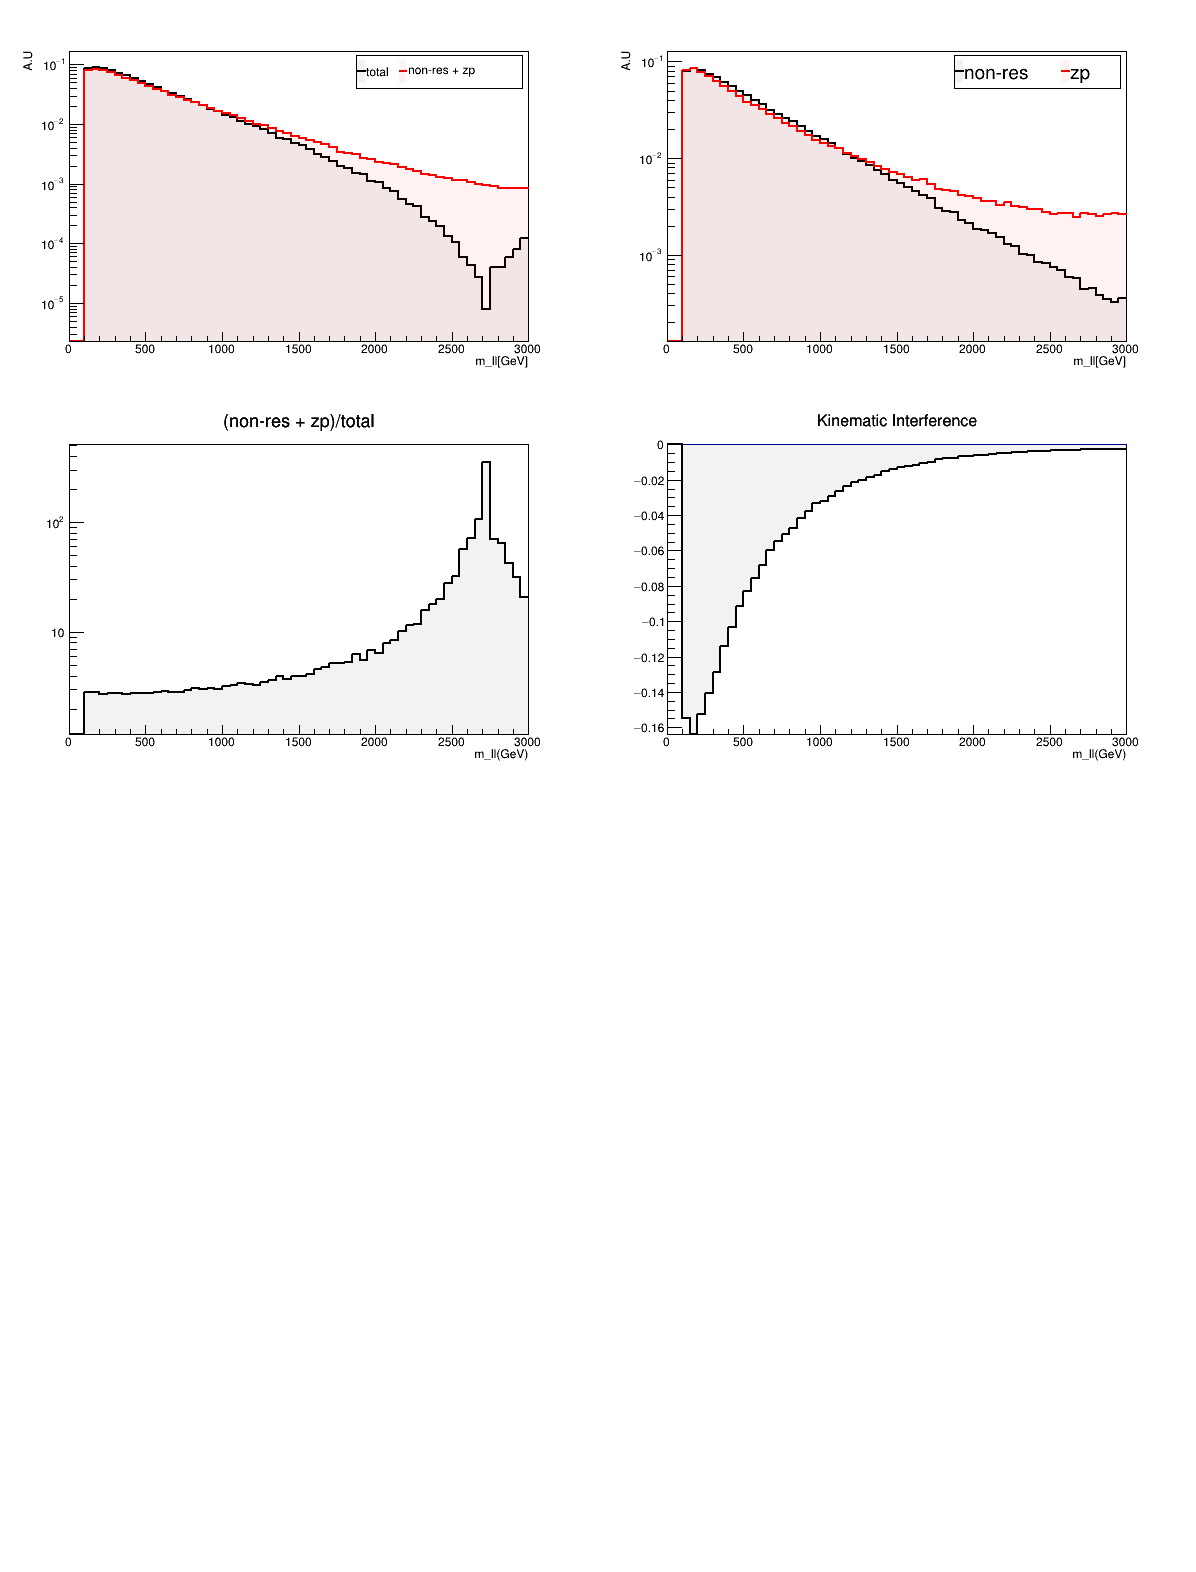 A.U
10⁻¹
10⁻²
10⁻³
10⁻⁴
10⁻⁵
total non-res + zp
0 500 1000 1500 2000 2500 3000
m_ll[GeV]
A.U
10⁻¹
10⁻²
10⁻³
non-res zp
0 500 1000 1500 2000 2500 3000
m_ll[GeV]
(non-res + zp)/total
10²
10
0 500 1000 1500 2000 2500 3000
m_ll(GeV)
Kinematic Interference
0
−0.02
−0.04
−0.06
−0.08
−0.1
−0.12
−0.14
−0.16
0 500 1000 1500 2000 2500 3000
m_ll(GeV)